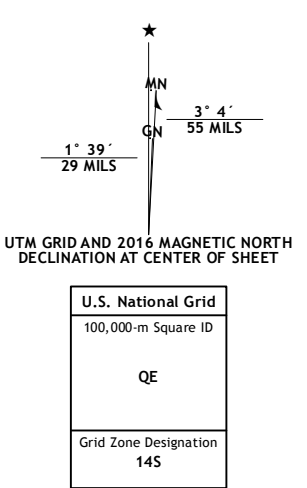 MN
GN
3° 4´
55 MILS
1° 39´
29 MILS
UTM GRID AND 2016 MAGNETIC NORTH
DECLINATION AT CENTER OF SHEET
U.S. National Grid
100,000-m Square ID
QE
Grid Zone Designation
14S